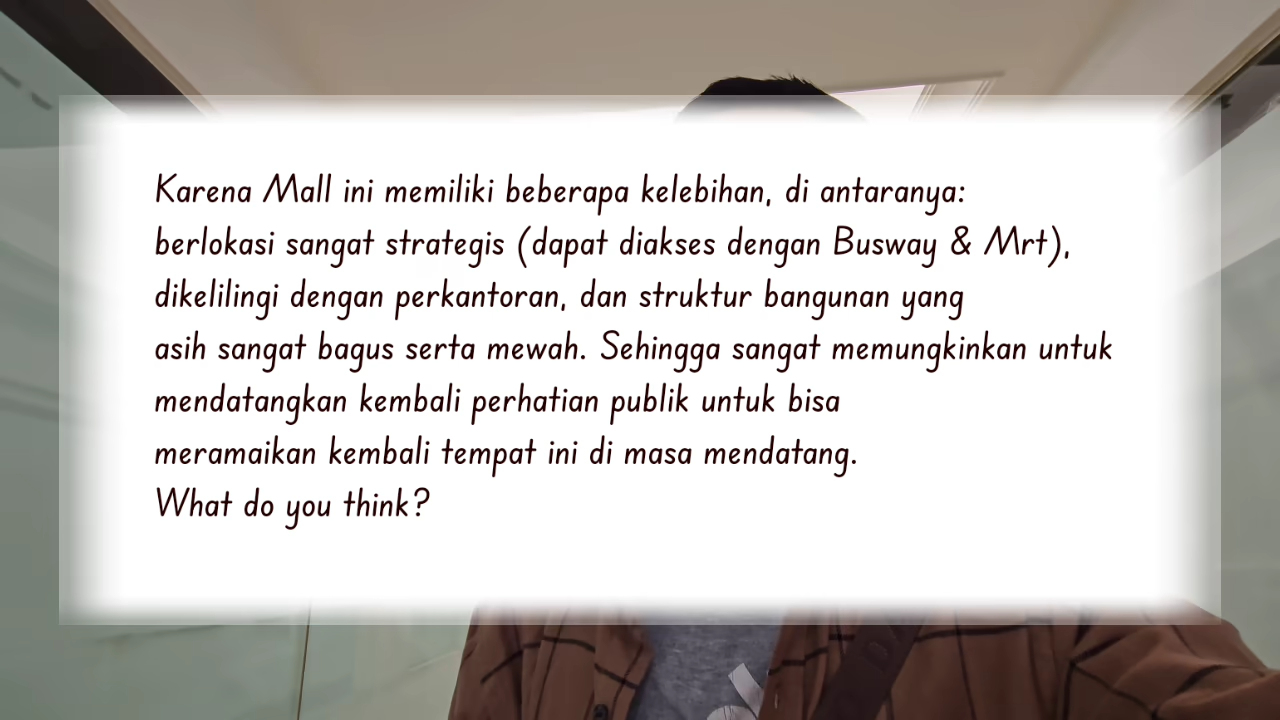 Karena Mall ini memiliki beberapa kelebihan, di antaranya:
berlokasi sangat strategis (dapat diakses dengan Busway & Mrt),
dikelilingi dengan perkantoran, dan struktur bangunan yang
asih sangat bagus serta mewah. Sehingga sangat memungkinkan untuk
mendatangkan kembali perhatian publik untuk bisa
meramaikan kembali tempat ini di masa mendatang.
What do you think?